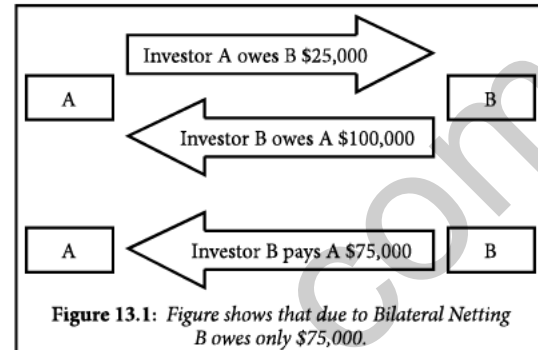 Investor A owes B $25,000
A
B
Investor B owes A $100,000
A
Investor B pays A $75,000
B
Figure 13.1: Figure shows that due to Bilateral Netting
B owes only $75,000.
com